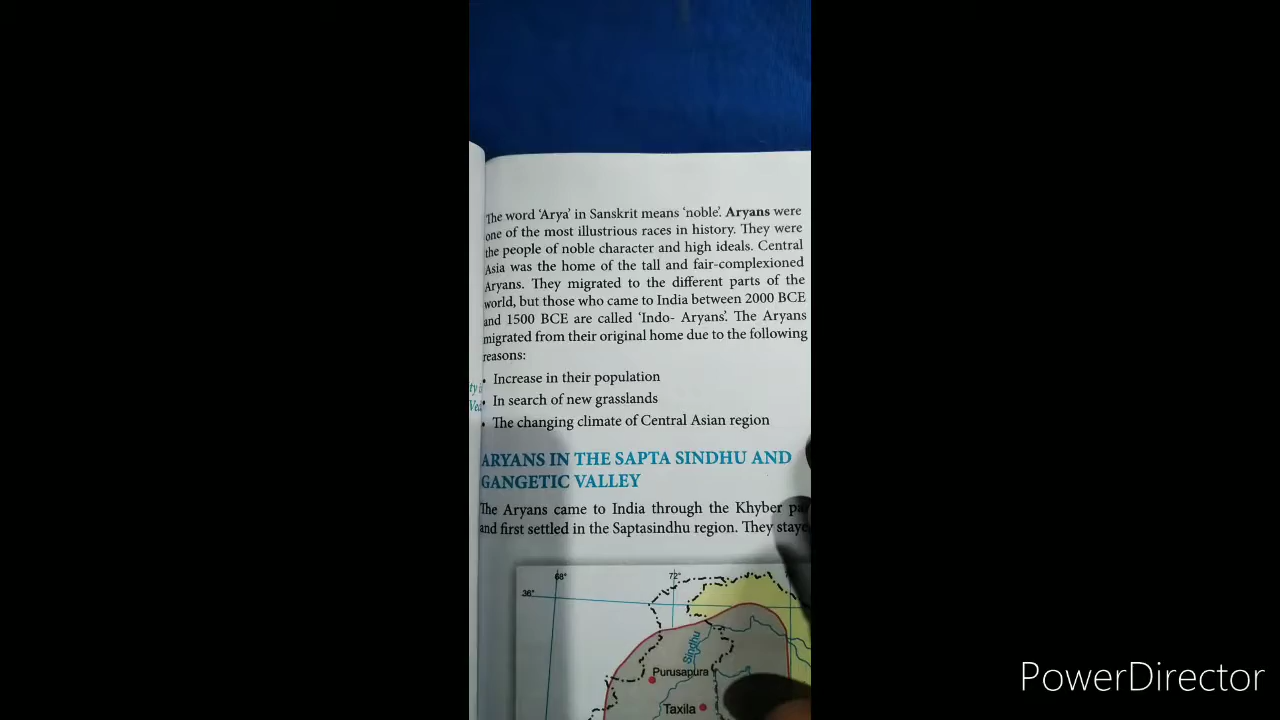 The word 'Arya' in Sanskrit means 'noble'. Aryans were
one of the most illustrious races in history. They were
the people of noble character and high ideals. Central
Asia was the home of the tall and fair-complexioned
Aryans. They migrated to the different parts of the
world, but those who came to India between 2000 BCE
and 1500 BCE are called 'Indo- Aryans'. The Aryans
migrated from their original home due to the following
reasons:
• Increase in their population
• In search of new grasslands
• The changing climate of Central Asian region
ARYANS IN THE SAPTA SINDHU AND
GANGETIC VALLEY
The Aryans came to India through the Khyber
and first settled in the Saptasindhu region. They
68°
72°
36°
Sindhu
Purusapura
Taxila
PowerDirector